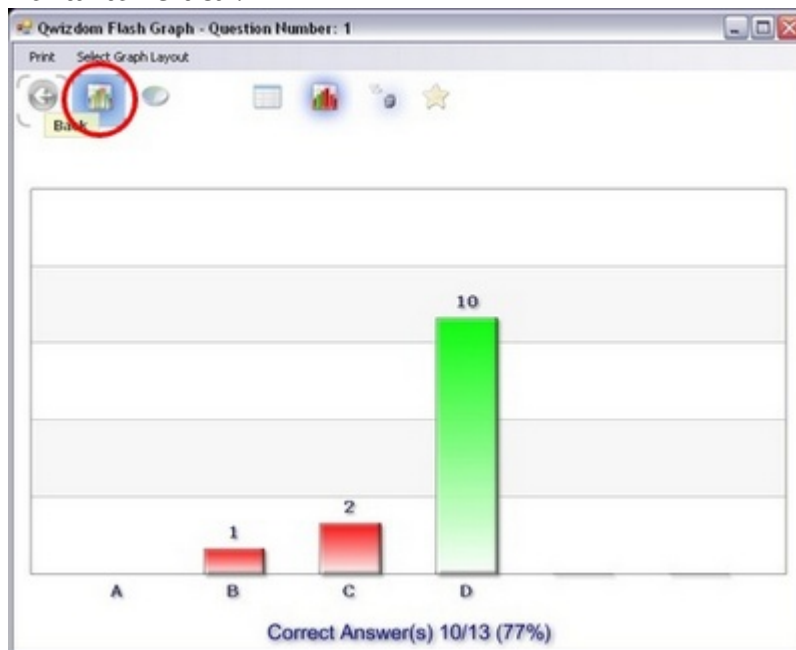 Qwizdom Flash Graph - Question Number: 1
Print Select Graph Layout
Back
10
2
1
A B C D
Correct Answer(s) 10/13 (77%)